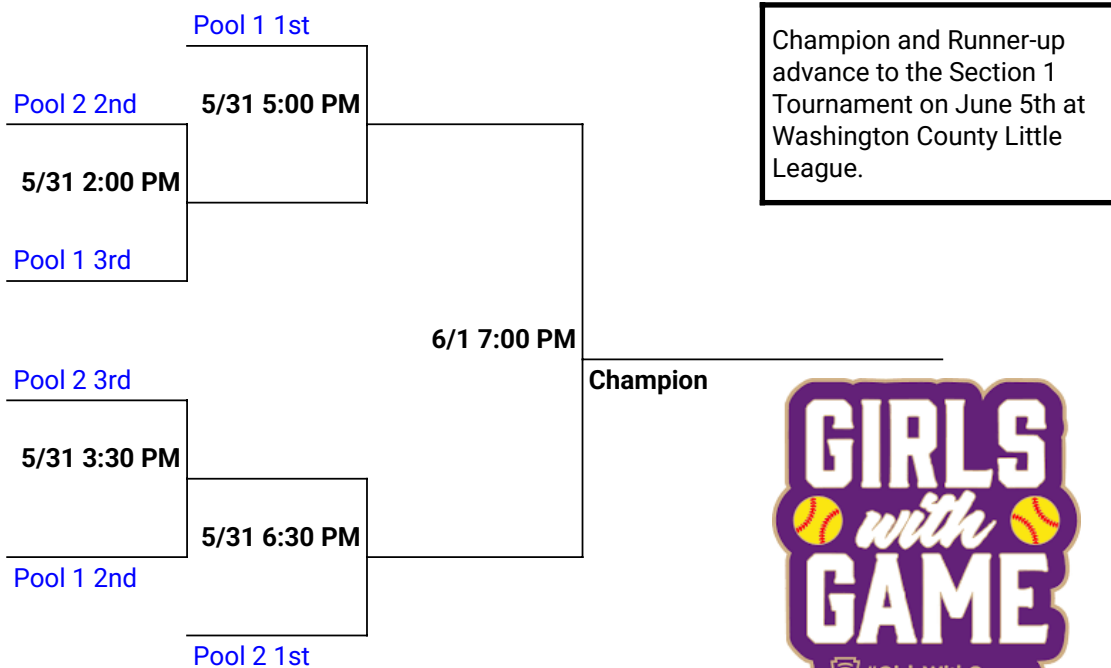 Pool 1 1st
Champion and Runner-up
advance to the Section 1
Tournament on June 5th at
Washington County Little
League.
Pool 2 2nd
5/31 5:00 PM
5/31 2:00 PM
Pool 1 3rd
6/1 7:00 PM
Pool 2 3rd
Champion
5/31 3:30 PM
5/31 6:30 PM
Pool 1 2nd
Pool 2 1st
GIRLS
with
GAME